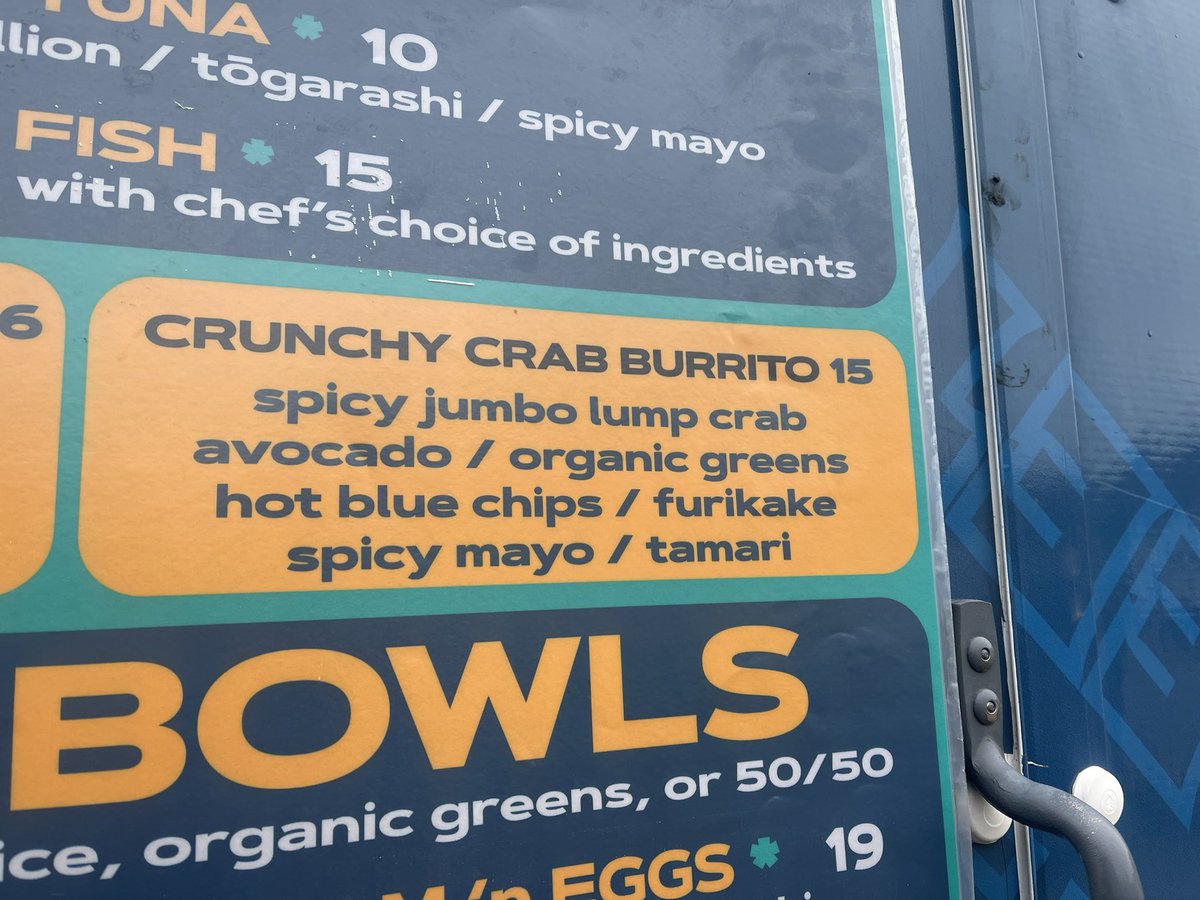 TUNA * 10
/ tōgarashi / spicy mayo
FISH * 15
with chef's choice of ingredients
6
CRUNCHY CRAB BURRITO 15
spicy jumbo lump crab
avocado / organic greens
hot blue chips / furikake
spicy mayo / tamari
BOWLS
organic greens, or 50/50
EGGS * 19